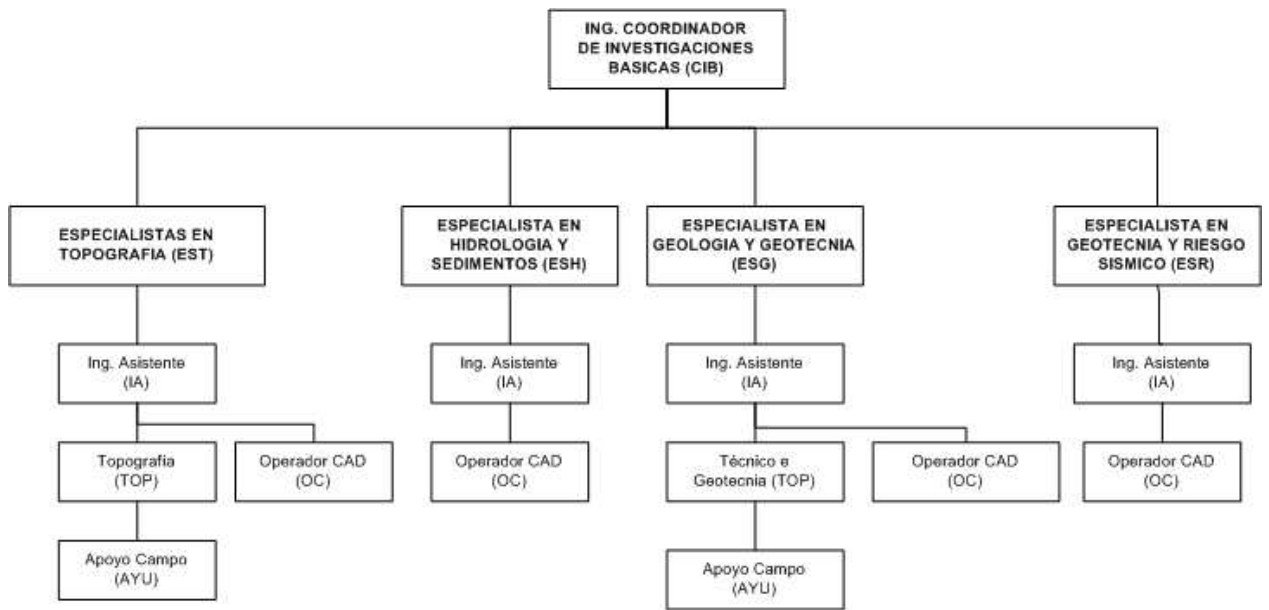 ING. COORDINADOR
DE INVESTIGACIONES
BASICAS (CIB)
ESPECIALISTAS EN
TOPOGRAFIA (EST)
ESPECIALISTA EN
HIDROLOGIA Y
SEDIMENTOS (ESH)
ESPECIALISTA EN
GEOLOGIA Y GEOTECNIA
(ESG)
ESPECIALISTA EN
GEOTECNIA Y RIESGO
SISMICO (ESR)
Ing. Asistente
(IA)
Ing. Asistente
(IA)
Ing. Asistente
(IA)
Ing. Asistente
(IA)
Topografía
(TOP)
Operador CAD
(OC)
Operador CAD
(OC)
Técnico e
Geotecnia (TOP)
Operador CAD
(OC)
Operador CAD
(OC)
Apoyo Campo
(AYU)
Apoyo Campo
(AYU)